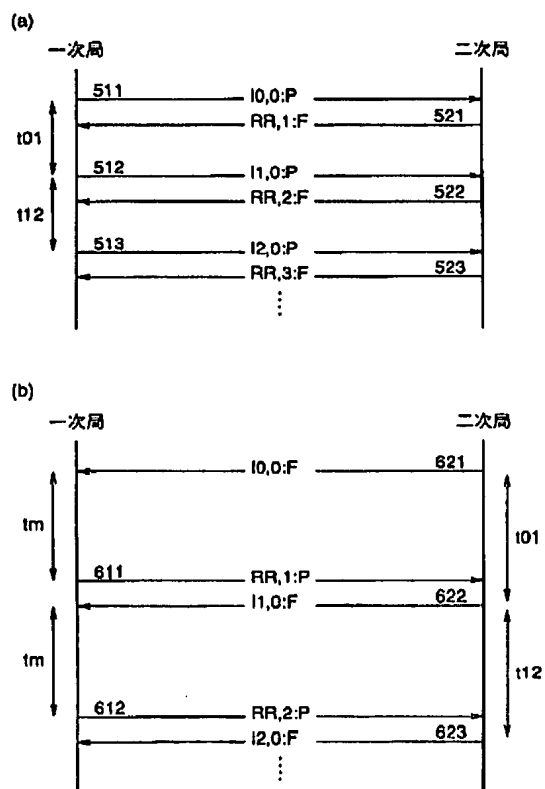 (a)
一次局 二次局
511 I0,0:P
RR,1:F 521
t01
512 I1,0:P
RR,2:F 522
t12
513 I2,0:P
RR,3:F 523
(b)
一次局 二次局
I0,0:F 621
tm t01
611 RR,1:P
I1,0:F 622
tm t12
612 RR,2:P
I2,0:F 623